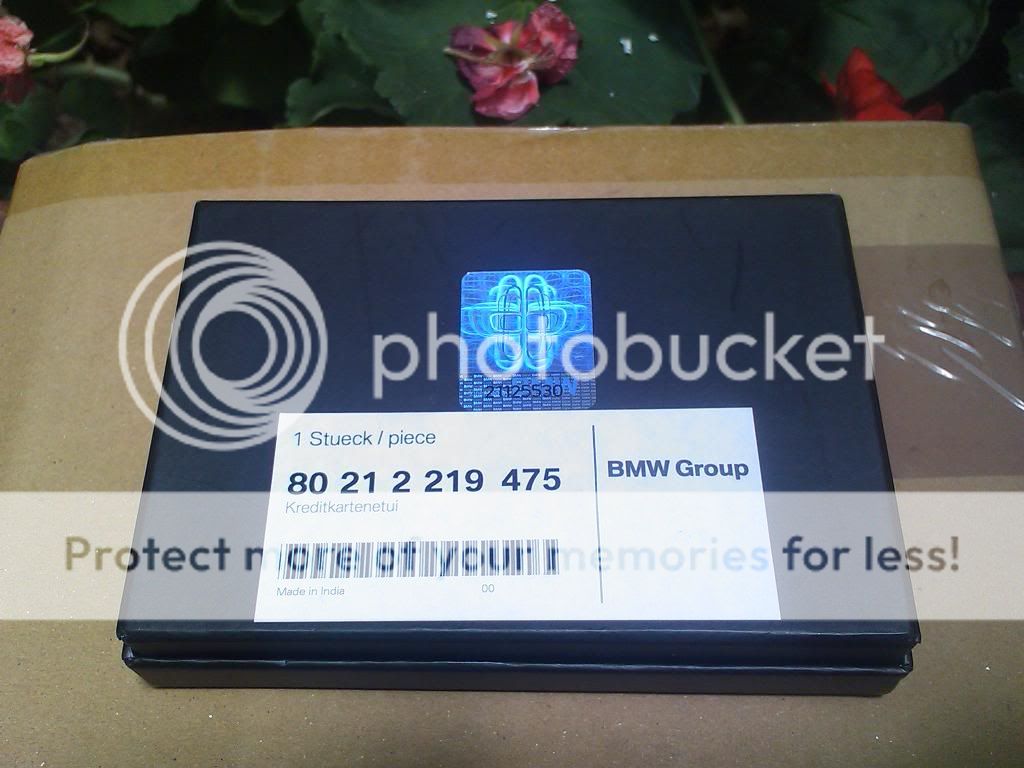 21125530
1 Stueck / piece
80 21 2 219 475
Kreditkartenetui
Made in India
00
BMW Group
photobucket
Protect more of your memories for less!